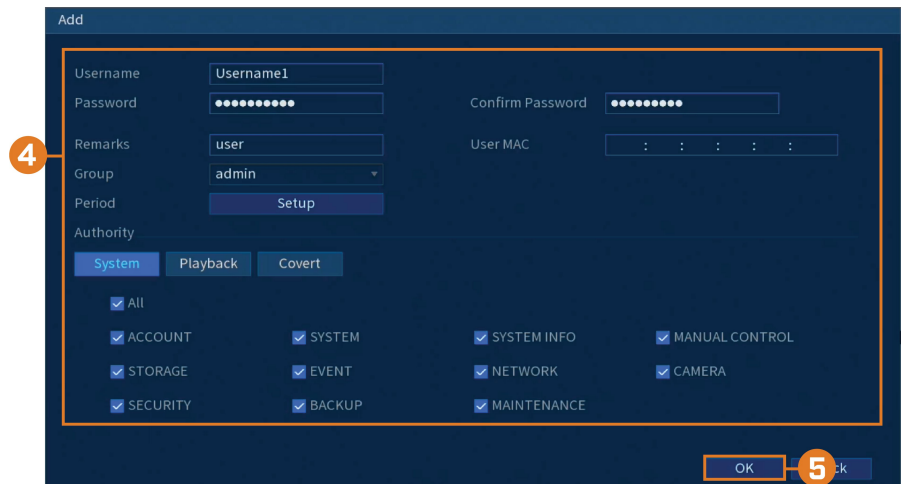 Add
Username Username1
Password ●●●●●●●●●● Confirm Password ●●●●●●●●●
4
Remarks user User MAC : : : : :
Group admin
Period Setup
Authority
System Playback Covert
All
ACCOUNT SYSTEM SYSTEM INFO MANUAL CONTROL
STORAGE EVENT NETWORK CAMERA
SECURITY BACKUP MAINTENANCE
OK 5